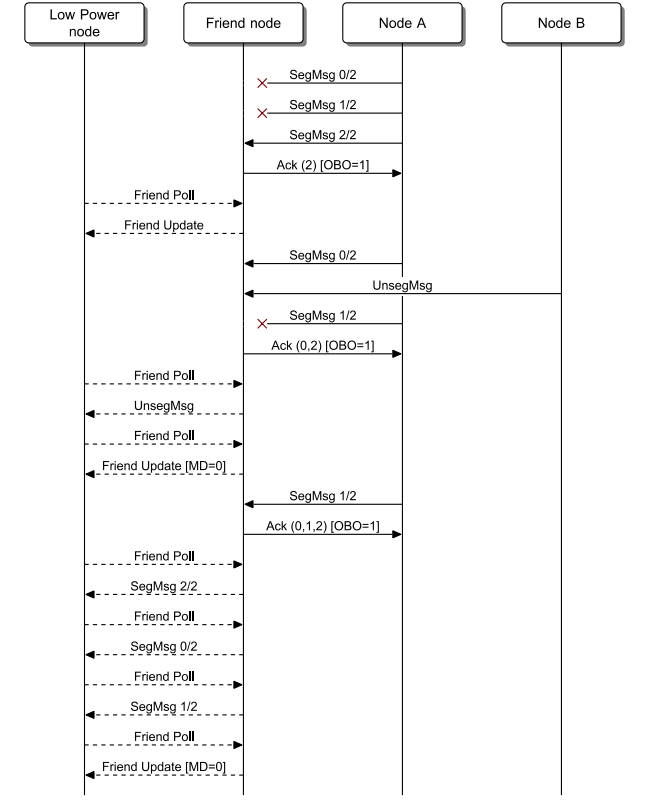 Low Power
node
Friend node
Node A
Node B
SegMsg 0/2
SegMsg 1/2
SegMsg 2/2
Ack (2) [OBO=1]
Friend Poll
Friend Update
SegMsg 0/2
UnsegMsg
SegMsg 1/2
Ack (0,2) [OBO=1]
Friend Poll
UnsegMsg
Friend Poll
Friend Update [MD=0]
SegMsg 1/2
Ack (0,1,2) [OBO=1]
Friend Poll
SegMsg 2/2
Friend Poll
SegMsg 0/2
Friend Poll
SegMsg 1/2
Friend Poll
Friend Update [MD=0]